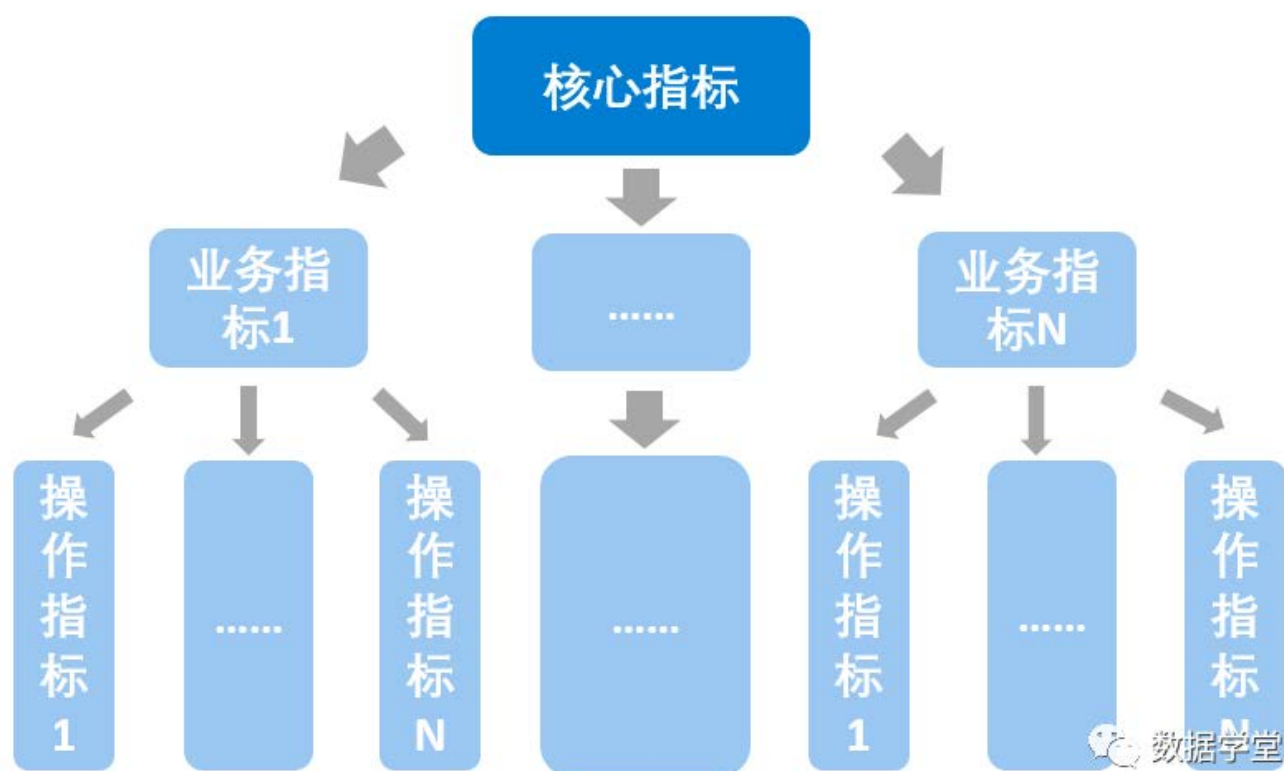 核心指标
业务指
标1
……
业务指
标N
操
作
指
标
1
……
操
作
指
标
N
……
操
作
指
标
1
……
操
作
指
标
N
数据学堂